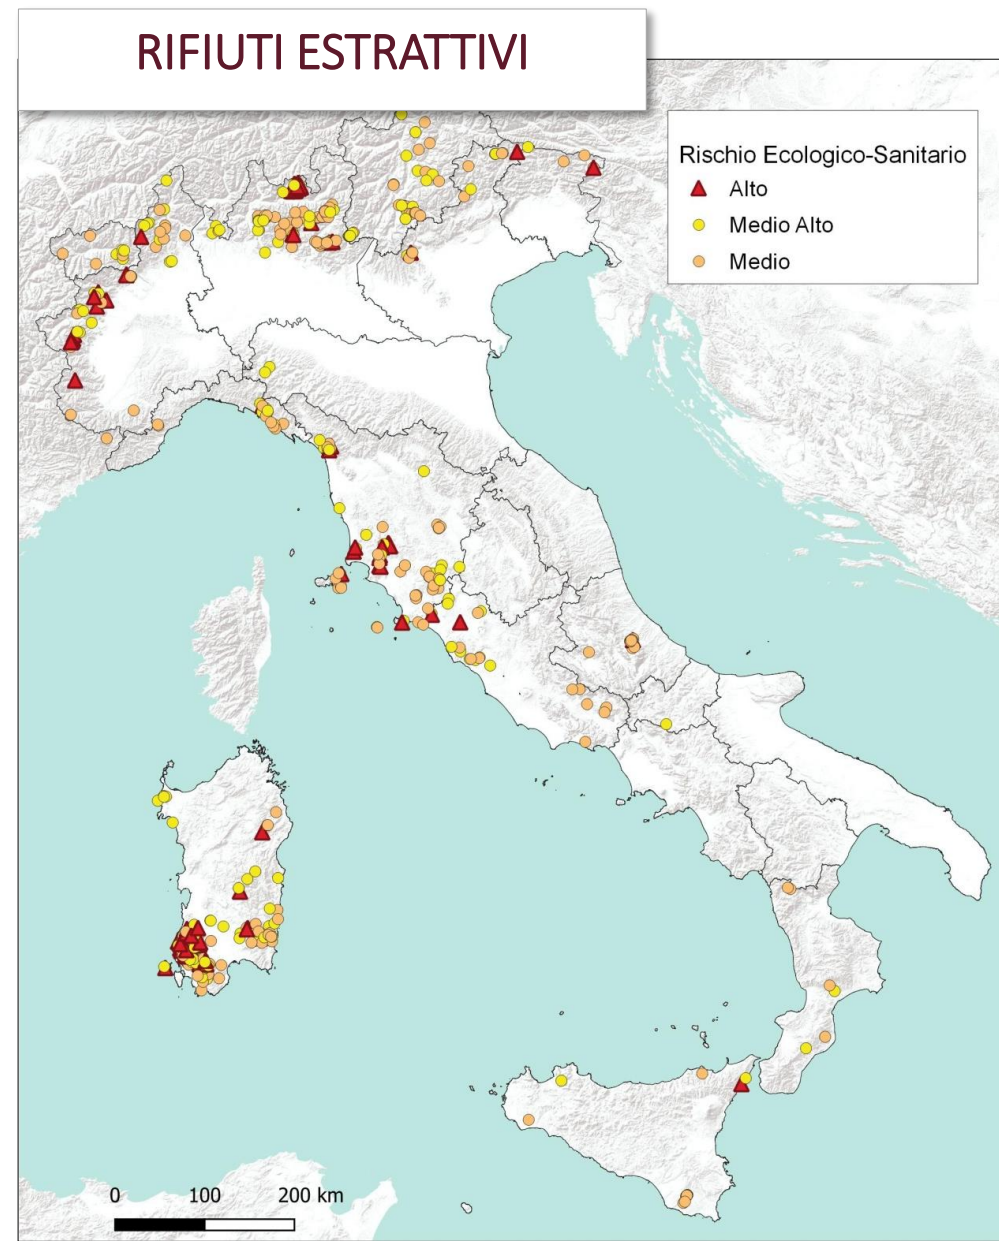 RIFIUTI ESTRATTIVI
Rischio Ecologico-Sanitario
Alto
Medio Alto
Medio
0 100 200 km